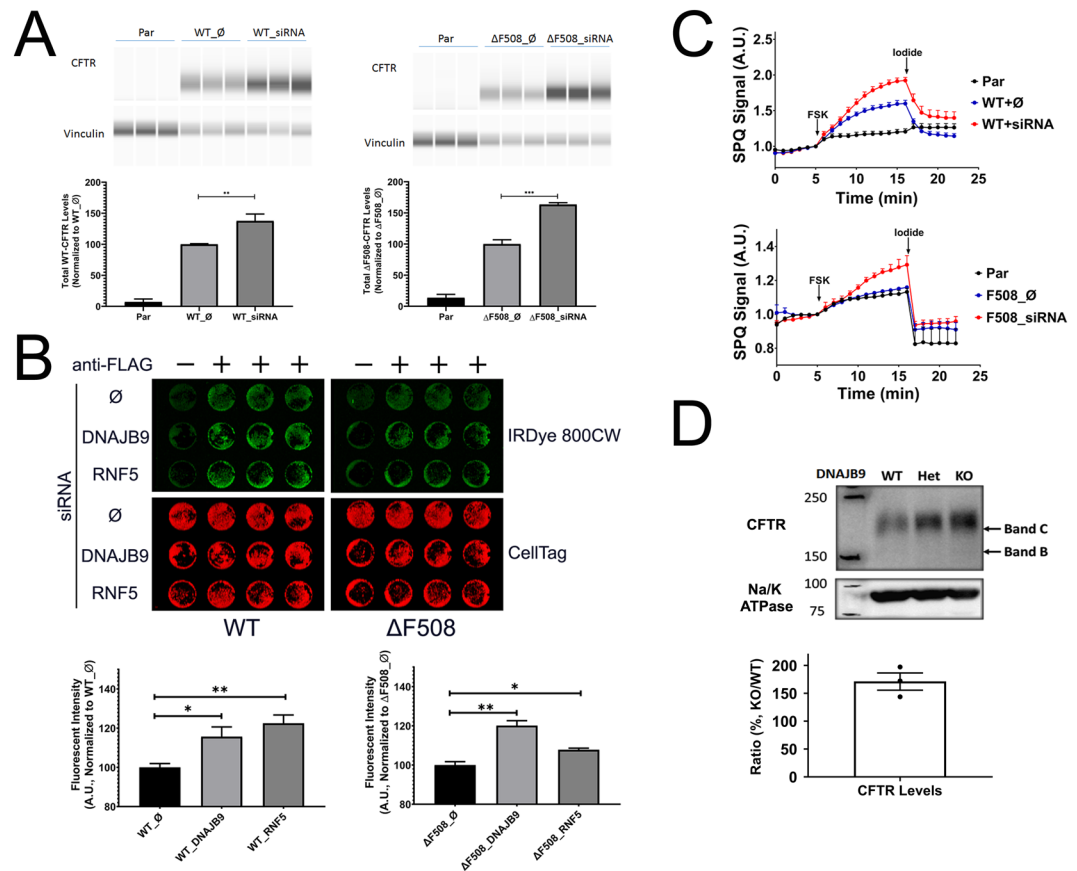 A
Par
WT_Ø
WT_siRNA
CFTR
Vinculin
Par
ΔF508_Ø
ΔF508_siRNA
CFTR
Vinculin
Total WT-CFTR Levels
(Normalized to WT_Ø)
200
150
100
50
0
**
Par
WT_Ø
WT_siRNA
Total ΔF508-CFTR Levels
(Normalized to ΔF508_Ø)
200
150
100
50
0
***
Par
ΔF508_Ø
ΔF508_siRNA
B
anti-FLAG
− + + +
− + + +
siRNA
Ø
DNAJB9
RNF5
IRDye 800CW
Ø
DNAJB9
RNF5
CellTag
WT
ΔF508
Fluorescent Intensity
(A.U., Normalized to WT_Ø)
140
120
100
80
**
*
WT_Ø
WT_DNAJB9
WT_RNF5
Fluorescent Intensity
(A.U., Normalized to ΔF508_Ø)
140
120
100
80
*
**
ΔF508_Ø
ΔF508_DNAJB9
ΔF508_RNF5
C
SPQ Signal (A.U.)
2.5
2.0
1.5
1.0
FSK
Iodide
Par
WT+Ø
WT+siRNA
0 5 10 15 20 25
Time (min)
SPQ Signal (A.U.)
1.4
1.2
1.0
0.8
FSK
Iodide
Par
F508_Ø
F508_siRNA
0 5 10 15 20 25
Time (min)
D
DNAJB9
WT
Het
KO
250
CFTR
150
Band C
Band B
Na/K
ATPase
100
75
Ratio (%, KO/WT)
200
150
100
50
0
CFTR Levels